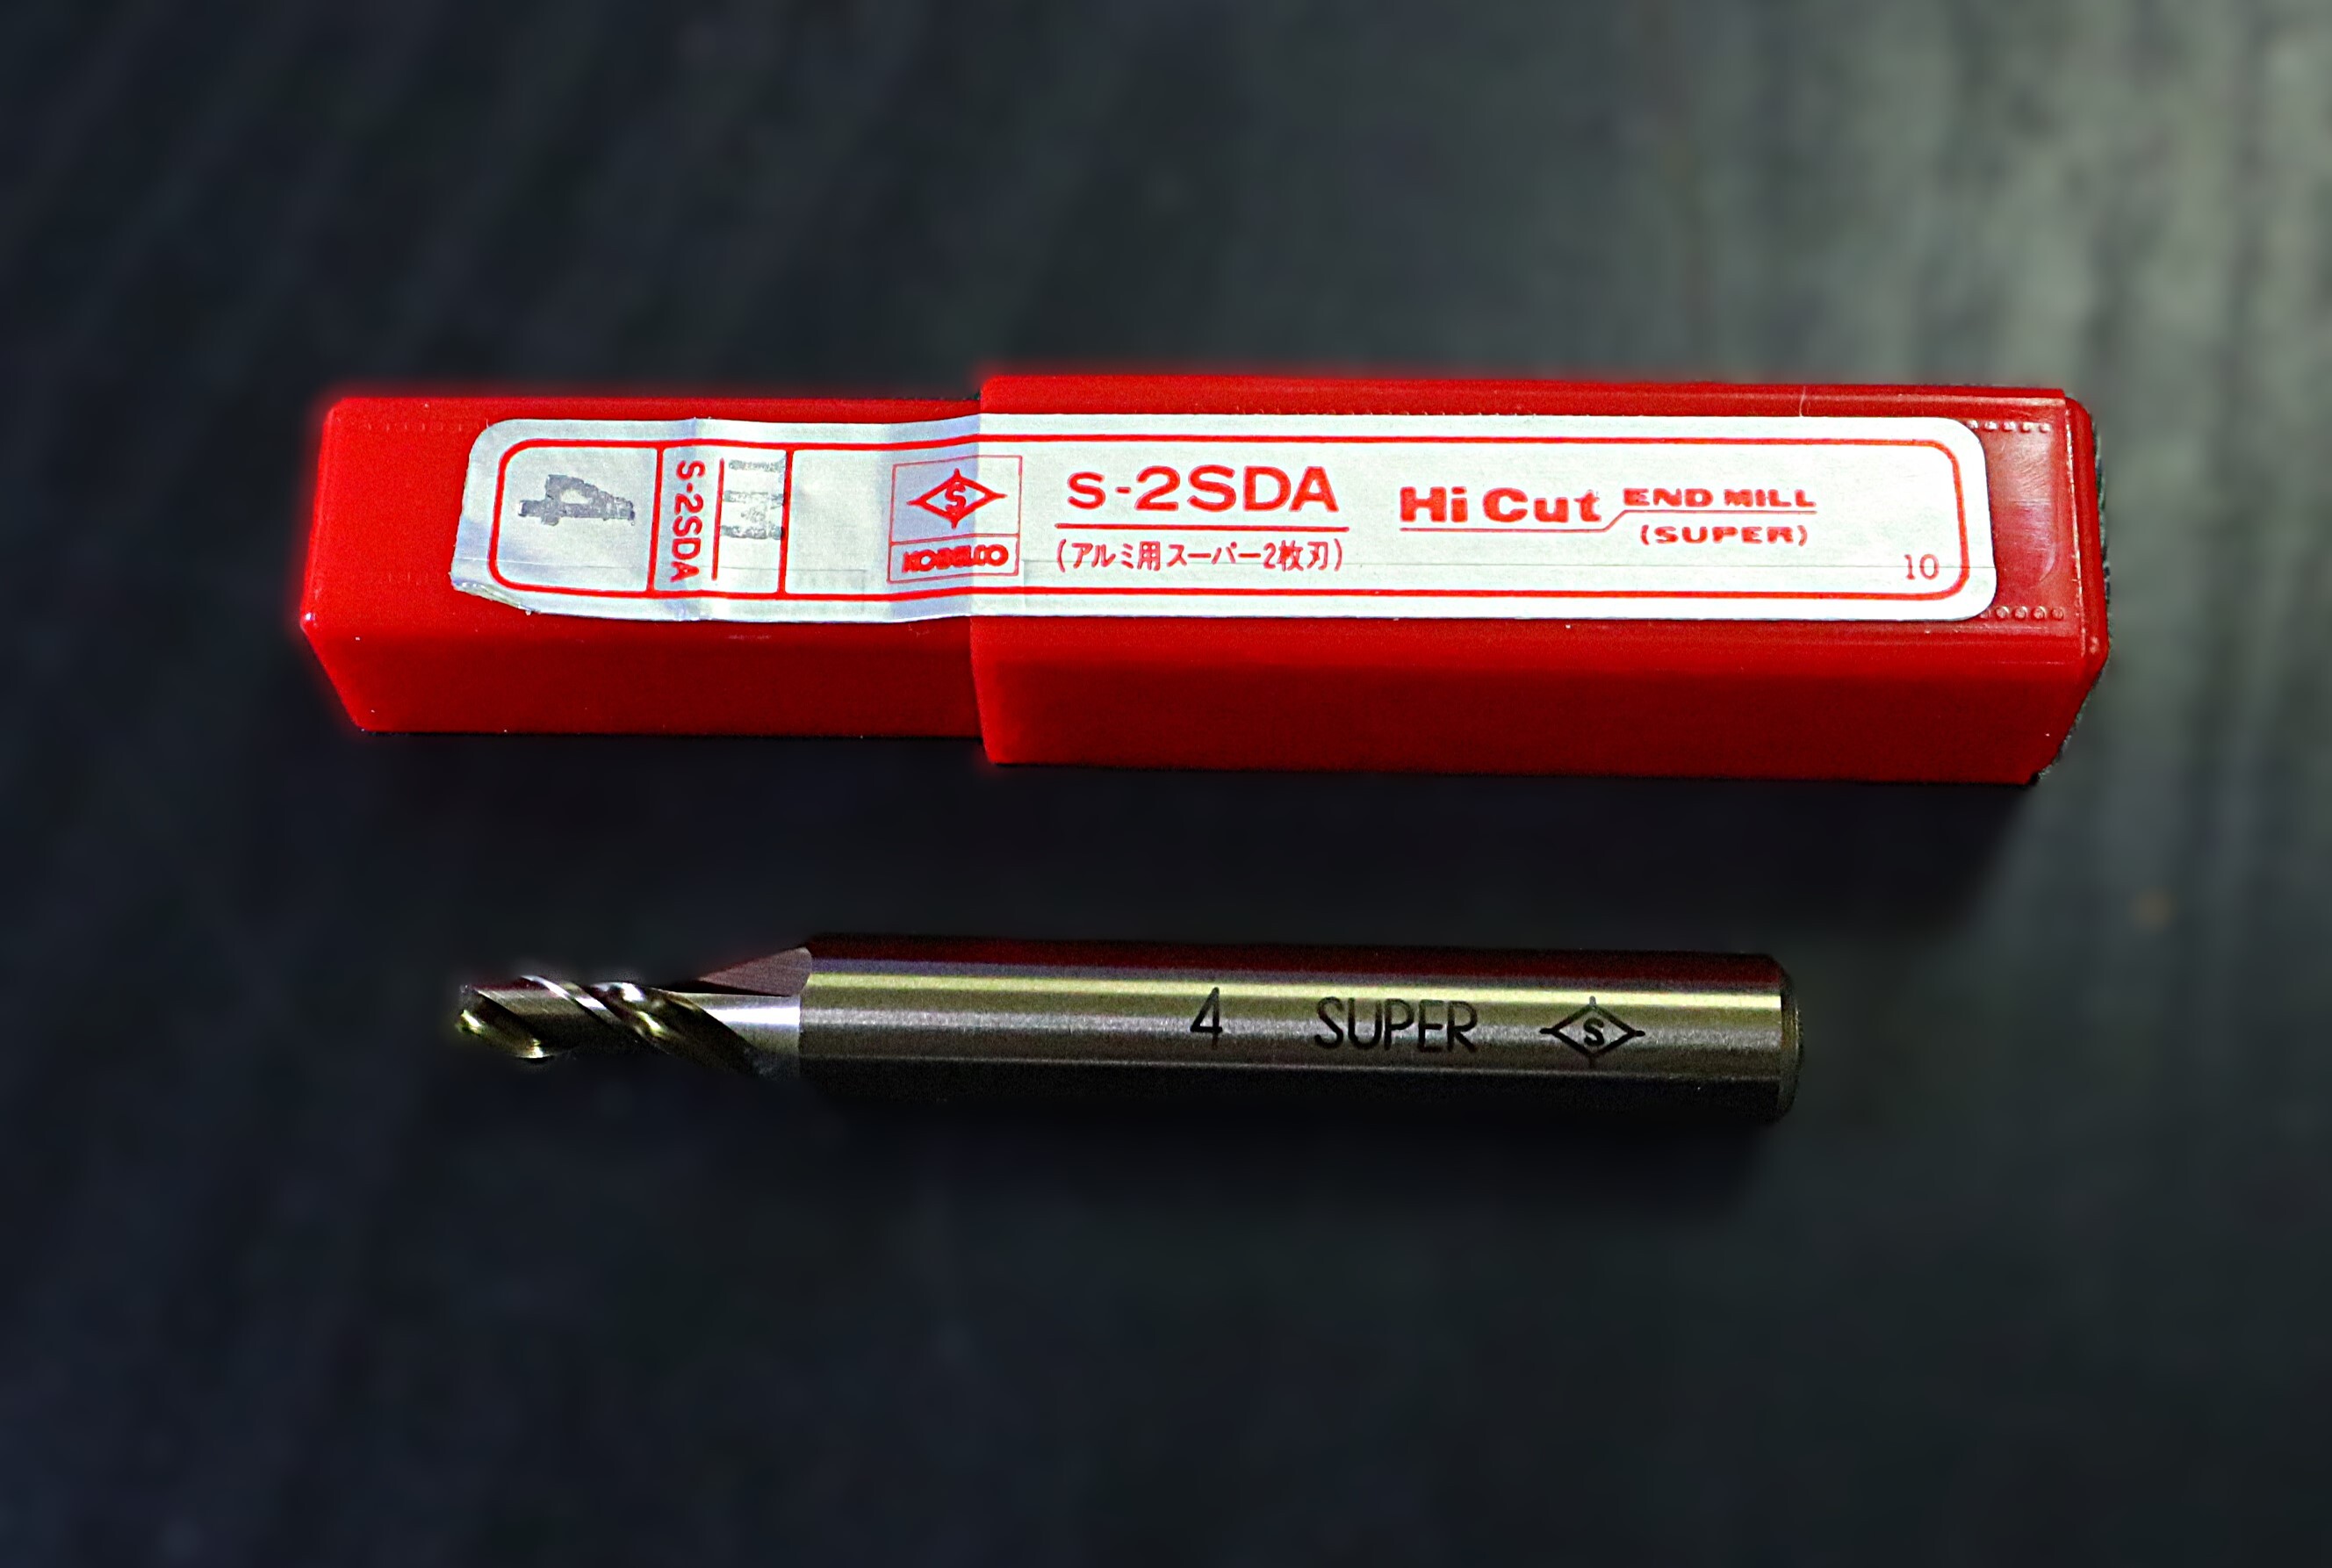 4
S-2SDA
S
KOBELCO
S-2SDA
(アルミ用スーパー2枚刃)
Hi Cut END MILL
(SUPER)
10
4 SUPER S